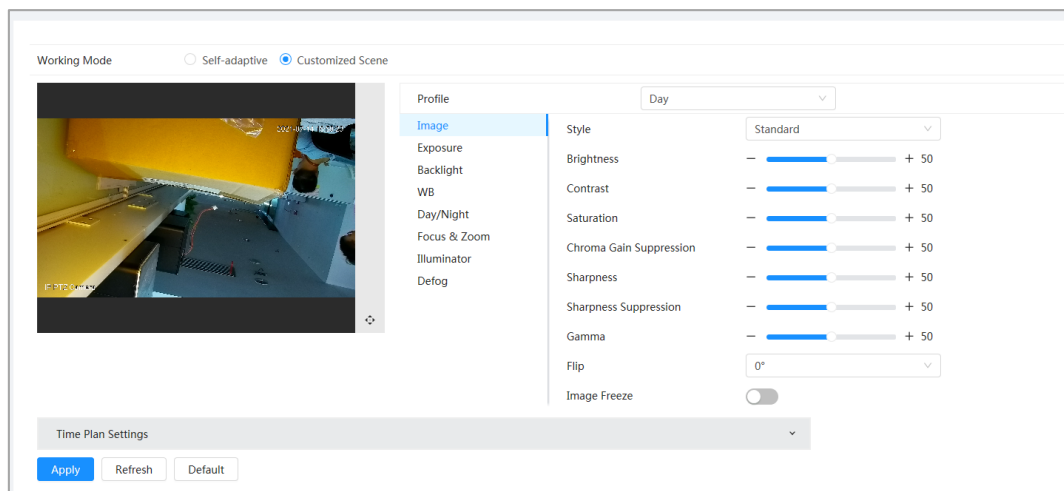 Working Mode Self-adaptive Customized Scene
Profile Day
Image
Exposure
Backlight
WB
Day/Night
Focus & Zoom
Illuminator
Defog
Style Standard
Brightness − + 50
Contrast − + 50
Saturation − + 50
Chroma Gain Suppression − + 50
Sharpness − + 50
Sharpness Suppression − + 50
Gamma − + 50
Flip 0°
Image Freeze
Time Plan Settings
Apply Refresh Default